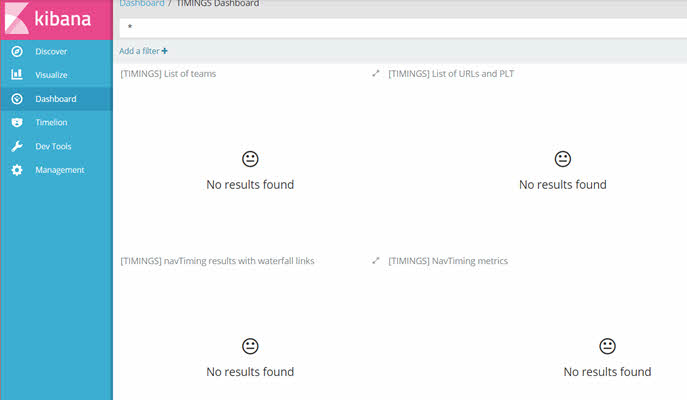 kibana
Dashboard / TIMINGS Dashboard
*
Add a filter +
Discover
Visualize
Dashboard
Timelion
Dev Tools
Management
[TIMINGS] List of teams
[TIMINGS] List of URLs and PLT
No results found
No results found
[TIMINGS] navTiming results with waterfall links
[TIMINGS] NavTiming metrics
No results found
No results found